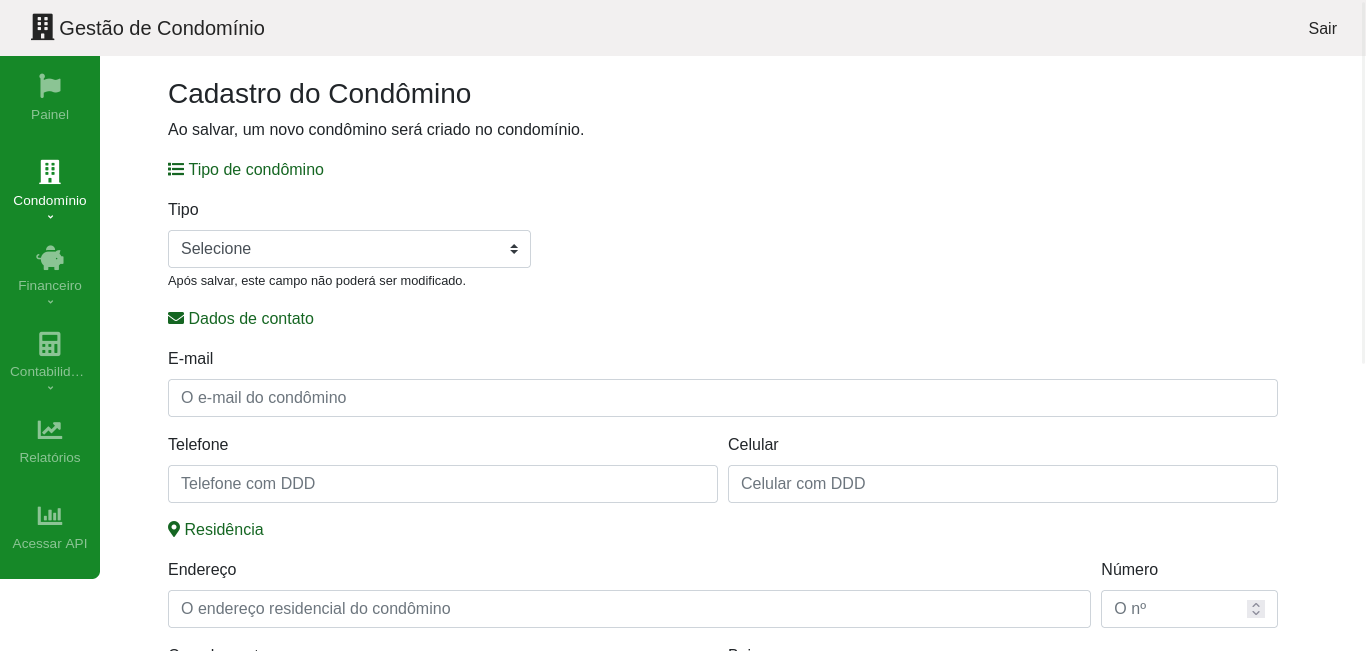 Gestão de Condomínio
Sair
Painel
Condomínio
Financeiro
Contabilid...
Relatórios
Acessar API
Cadastro do Condômino
Ao salvar, um novo condômino será criado no condomínio.
Tipo de condômino
Tipo
Selecione
Após salvar, este campo não poderá ser modificado.
Dados de contato
E-mail
O e-mail do condômino
Telefone
Celular
Telefone com DDD
Celular com DDD
Residência
Endereço
Número
O endereço residencial do condômino
O nº